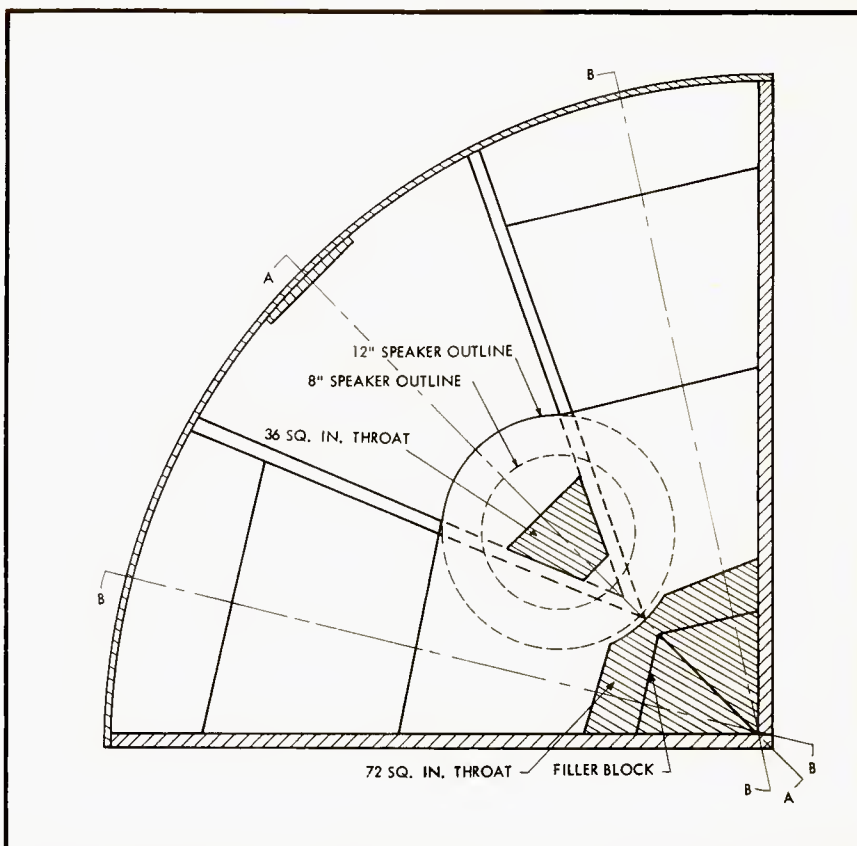 B
A
12" SPEAKER OUTLINE
8" SPEAKER OUTLINE
36 SQ. IN. THROAT
B
72 SQ. IN. THROAT
FILLER BLOCK
B
B
A